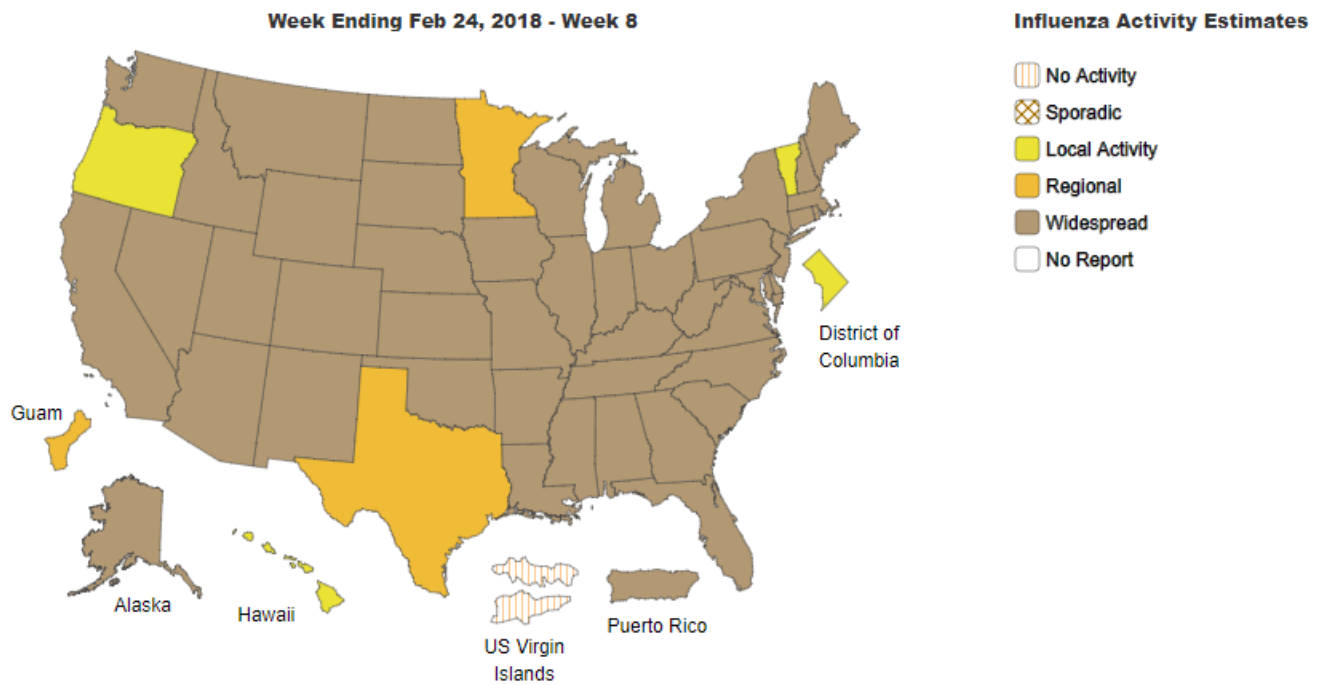 Week Ending Feb 24, 2018 - Week 8
Influenza Activity Estimates
No Activity
Sporadic
Local Activity
Regional
Widespread
No Report
District of
Columbia
Guam
Alaska
Hawaii
US Virgin
Islands
Puerto Rico